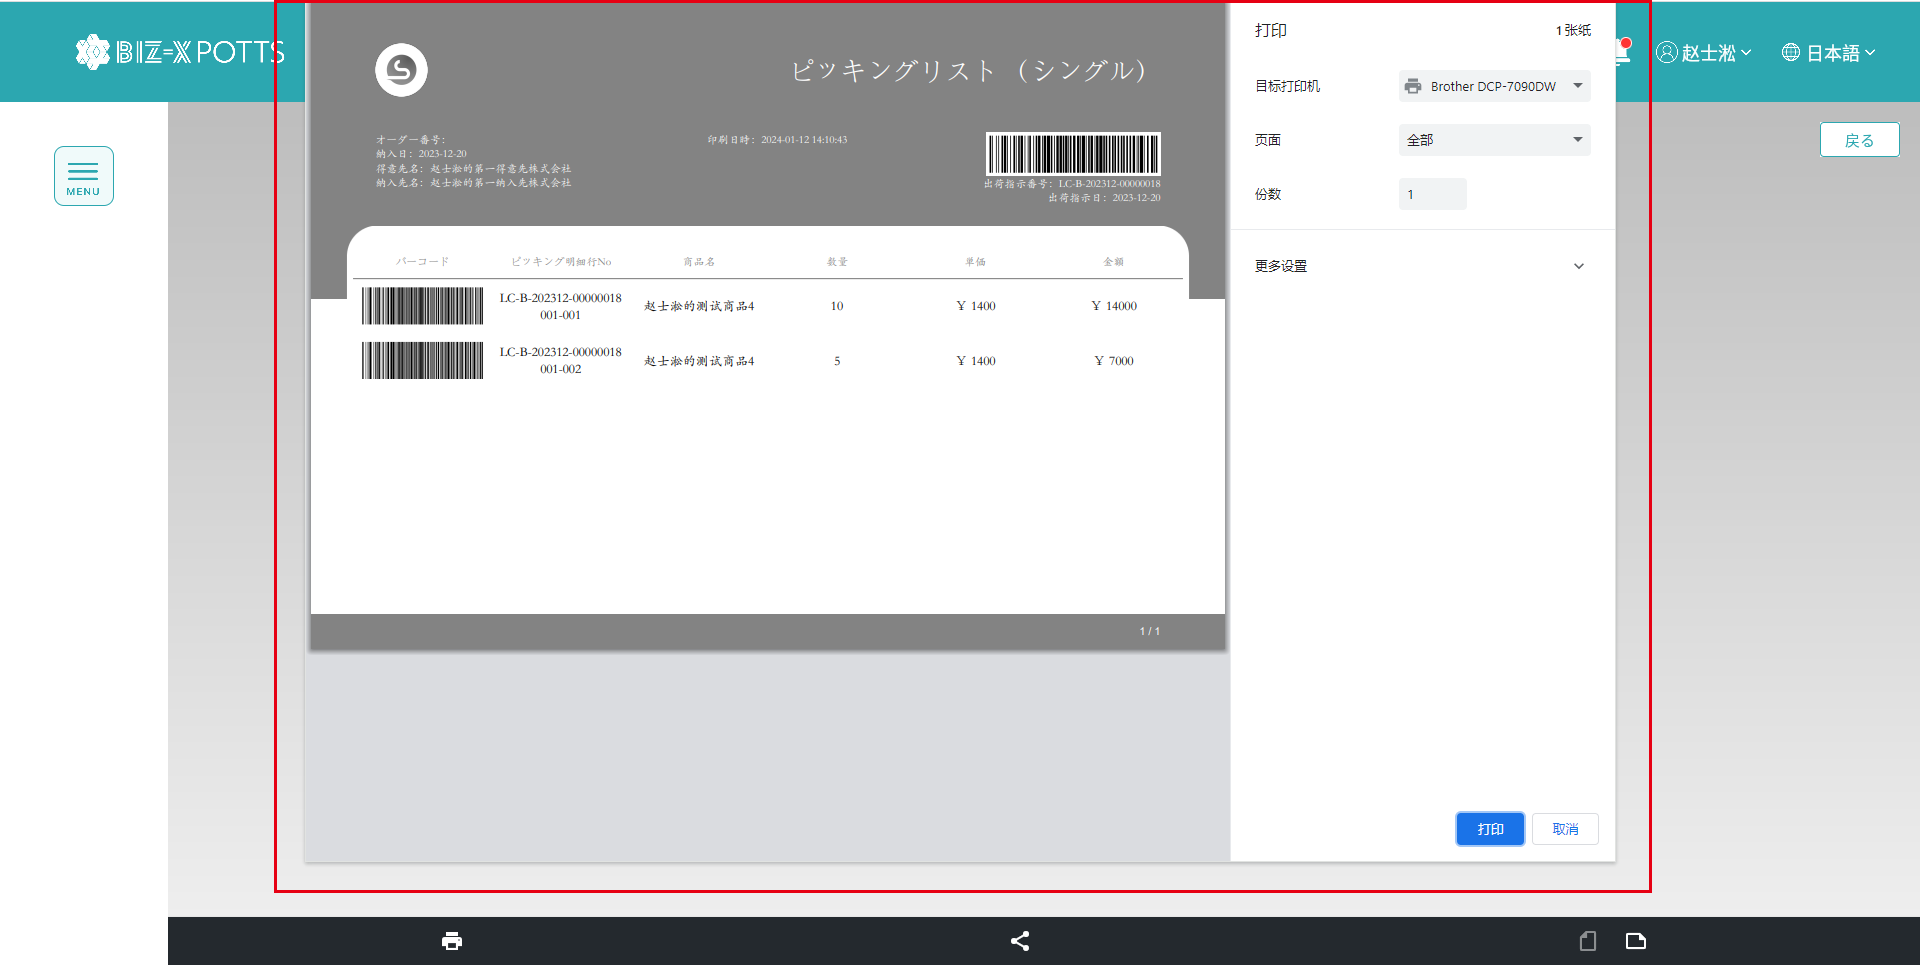 BIZ=X POTTS
赵士淞
日本語
MENU
戻る
ピッキングリスト （シングル）
オーダー番号：
納入日：2023-12-20
得意先名：赵士淞的第一得意先株式会社
納入先名：赵士淞的第一纳入先株式会社
印刷日時：2024-01-12 14:10:43
出荷指示番号：LC-B-202312-00000018
出荷指示日：2023-12-20
バーコード ピッキング明細行No 商品名 数量 単価 金額
LC-B-202312-00000018
001-001
赵士淞的测试商品4 10 ￥ 1400 ￥ 14000
LC-B-202312-00000018
001-002
赵士淞的测试商品4 5 ￥ 1400 ￥ 7000
1 / 1
打印 1 张纸
目标打印机 Brother DCP-7090DW
页面 全部
份数 1
更多设置
打印 取消